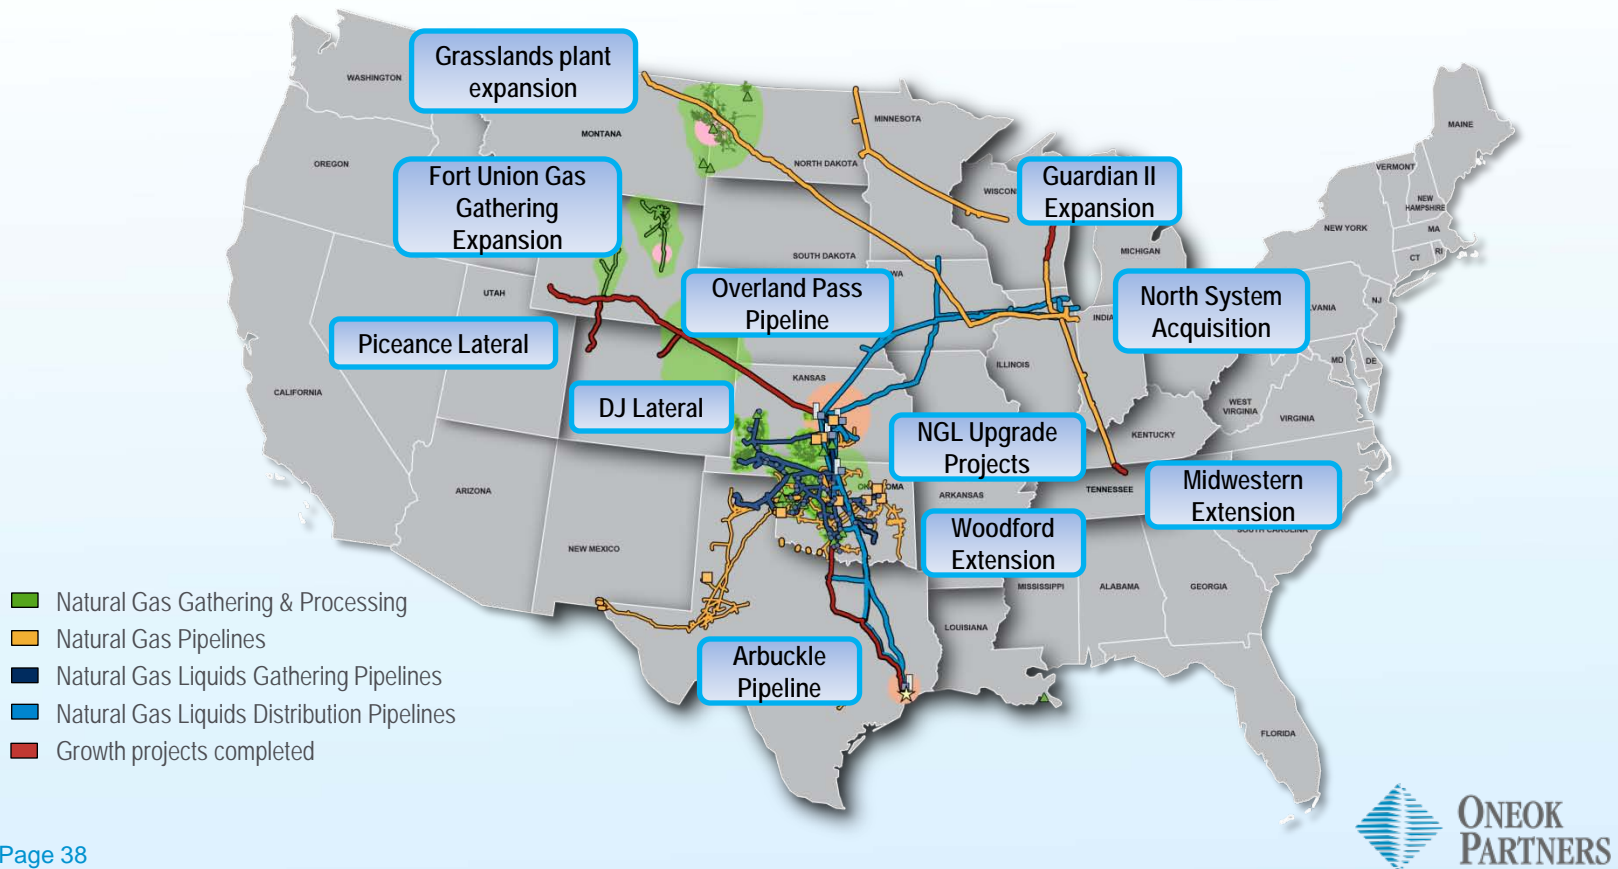 Grasslands plant
expansion
Fort Union Gas
Gathering
Expansion
Piceance Lateral
DJ Lateral
Overland Pass
Pipeline
Guardian II
Expansion
North System
Acquisition
NGL Upgrade
Projects
Midwestern
Extension
Woodford
Extension
Arbuckle
Pipeline
WASHINGTON
OREGON
MONTANA
NORTH DAKOTA
MINNESOTA
SOUTH DAKOTA
UTAH
CALIFORNIA
ARIZONA
NEW MEXICO
KANSAS
ILLINOIS
MICHIGAN
KENTUCKY
TENNESSEE
ARKANSAS
MISSISSIPPI
ALABAMA
GEORGIA
LOUISIANA
FLORIDA
WEST
VIRGINIA
VIRGINIA
MD
DE
NJ
NEW YORK
VERMONT
NEW
HAMPSHIRE
MA
RI
CT
MAINE
Natural Gas Gathering & Processing
Natural Gas Pipelines
Natural Gas Liquids Gathering Pipelines
Natural Gas Liquids Distribution Pipelines
Growth projects completed
Page 38
ONEOK
PARTNERS